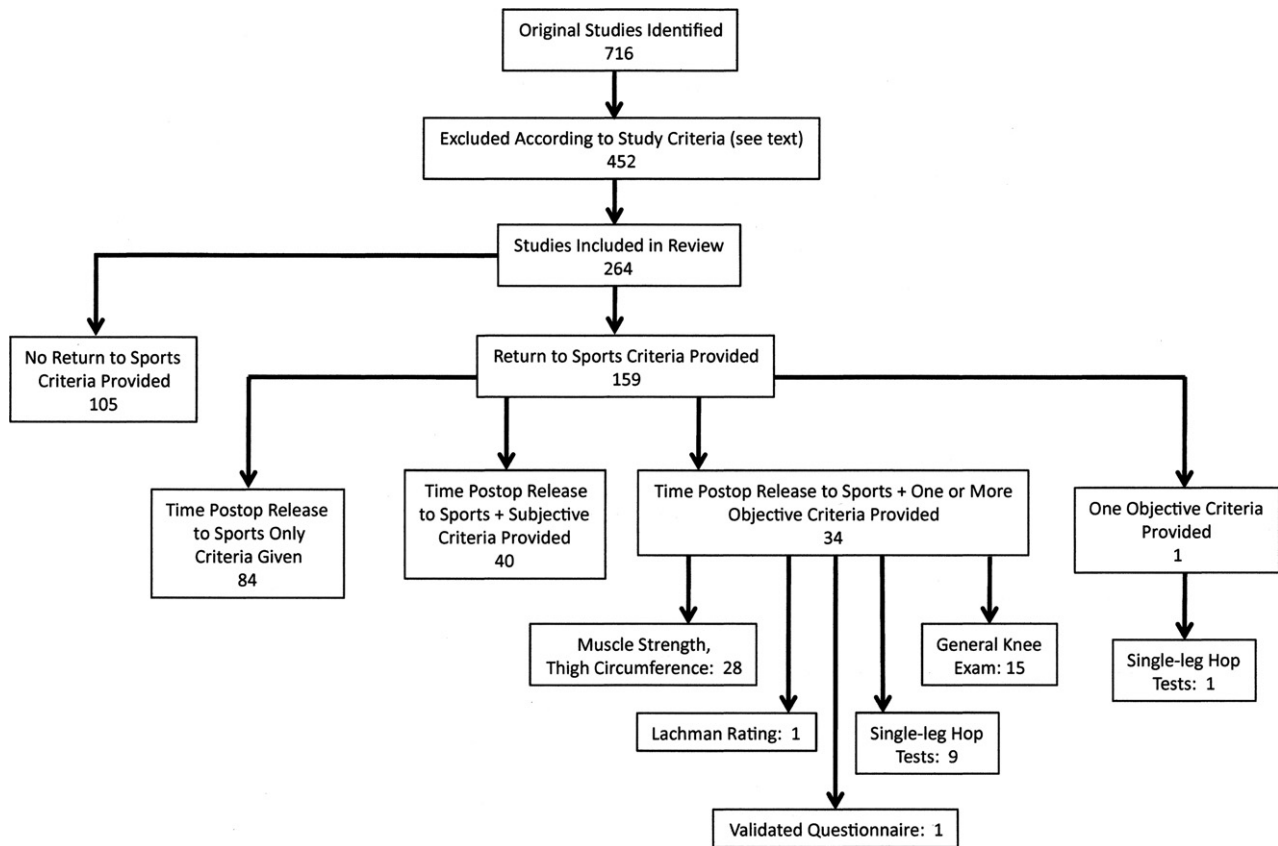 Original Studies Identified
716
Excluded According to Study Criteria (see text)
452
Studies Included in Review
264
No Return to Sports
Criteria Provided
105
Return to Sports Criteria Provided
159
Time Postop Release
to Sports Only
Criteria Given
84
Time Postop Release
to Sports + Subjective
Criteria Provided
40
Time Postop Release to Sports + One or More
Objective Criteria Provided
34
One Objective Criteria
Provided
1
Muscle Strength,
Thigh Circumference: 28
General Knee
Exam: 15
Single-leg Hop
Tests: 1
Lachman Rating: 1
Single-leg Hop
Tests: 9
Validated Questionnaire: 1